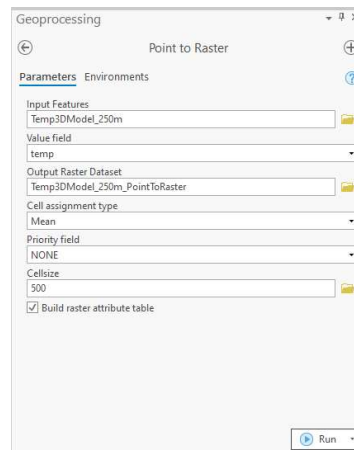 Geoprocessing
Point to Raster
Parameters Environments
Input Features
Temp3DModel_250m
Value field
temp
Output Raster Dataset
Temp3DModel_250m_PointToRaster
Cell assignment type
Mean
Priority field
NONE
Cellsize
500
Build raster attribute table
Run